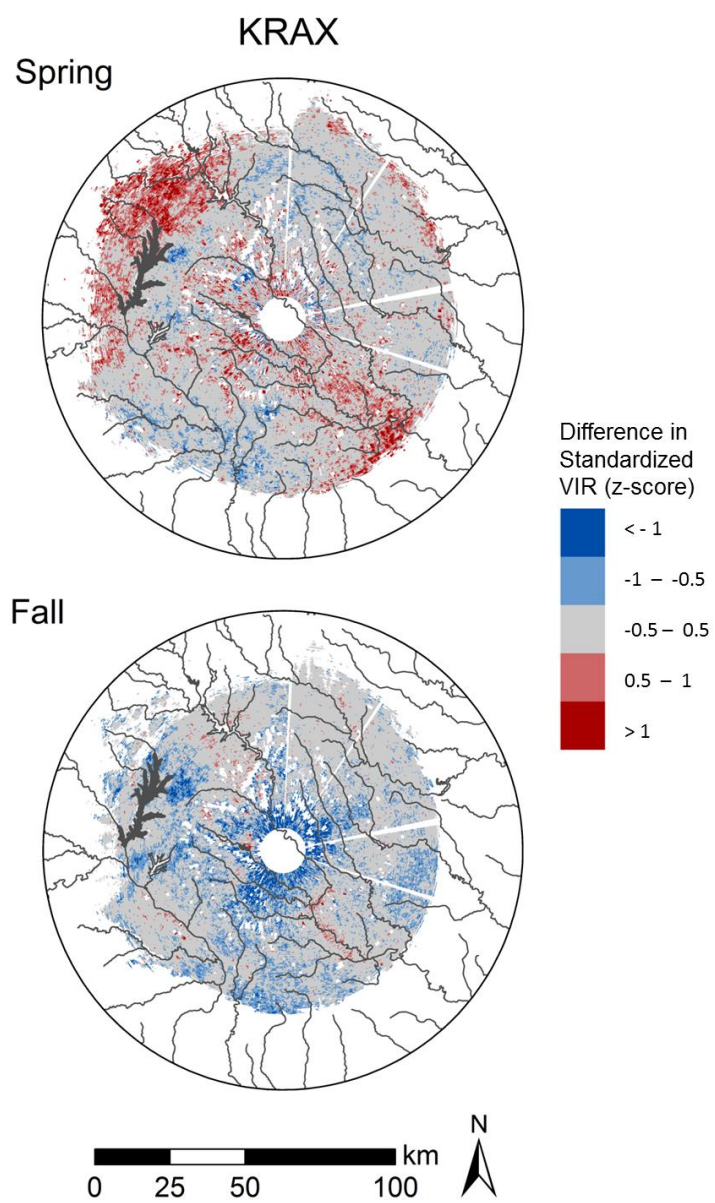 KRAX
Spring
Difference in
Standardized
VIR (z-score)
< - 1
-1 – -0.5
-0.5 – 0.5
0.5 – 1
> 1
Fall
N
km
0 25 50 100